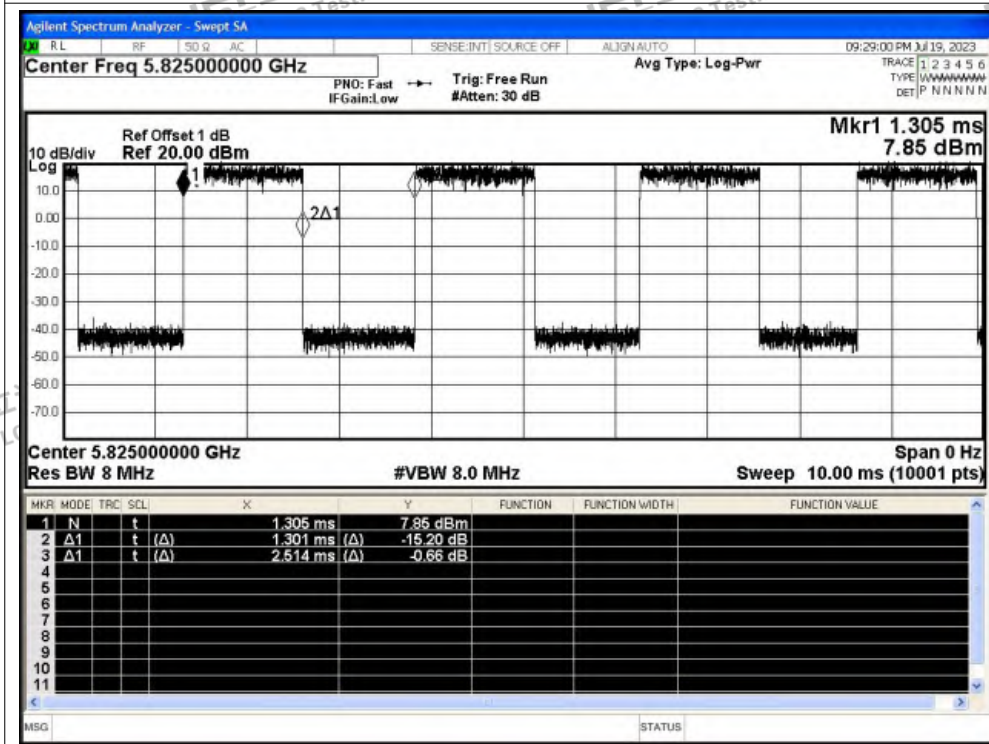 Agilent Spectrum Analyzer - Swept SA
RL RF 50 Ω AC SENSE:INT SOURCE OFF ALIGN AUTO 09:29:00 PM Jul 19, 2023
Center Freq 5.825000000 GHz
PNO: Fast
IFGain:Low
Trig: Free Run
#Atten: 30 dB
Avg Type: Log-Pwr
TRACE 1 2 3 4 5 6
TYPE WWWWWW
DET P N N N N N
Mkr1 1.305 ms
7.85 dBm
Ref Offset 1 dB
10 dB/div Ref 20.00 dBm
Log
10.0
0.00
-10.0
-20.0
-30.0
-40.0
-50.0
-60.0
-70.0
1
2Δ1
Center 5.825000000 GHz Span 0 Hz
Res BW 8 MHz #VBW 8.0 MHz Sweep 10.00 ms (10001 pts)
MKR MODE TRC SCL X Y FUNCTION FUNCTION WIDTH FUNCTION VALUE
1 N t 1.305 ms 7.85 dBm
2 Δ1 t (Δ) 1.301 ms (Δ) -15.20 dB
3 Δ1 t (Δ) 2.514 ms (Δ) -0.66 dB
4
5
6
7
8
9
10
11
MSG STATUS